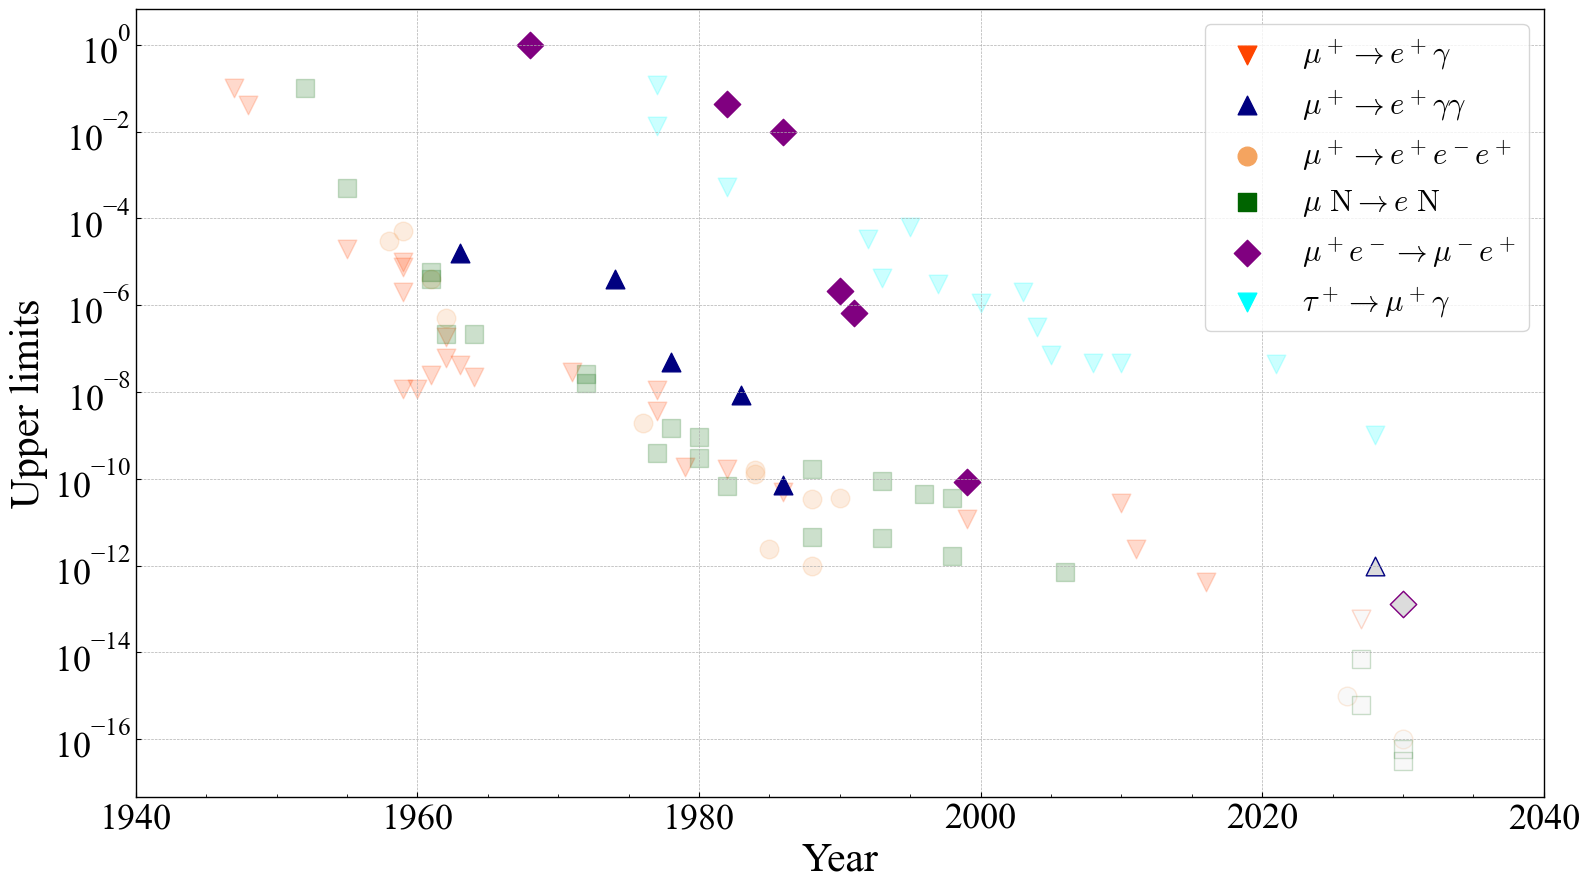 10⁰
10⁻²
10⁻⁴
10⁻⁶
10⁻⁸
10⁻¹⁰
10⁻¹²
10⁻¹⁴
10⁻¹⁶
Upper limits
μ⁺ → e⁺ γ
μ⁺ → e⁺ γγ
μ⁺ → e⁺ e⁻ e⁺
μ N → e N
μ⁺ e⁻ → μ⁻ e⁺
τ⁺ → μ⁺ γ
1940 1960 1980 2000 2020 2040
Year